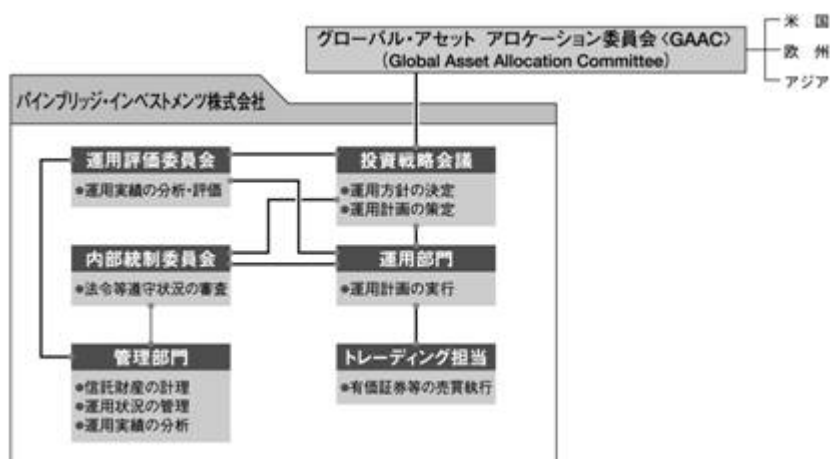 グローバル・アセット アロケーション委員会〈GAAC〉
(Global Asset Allocation Committee)
米 国
欧 州
アジア
パインブリッジ・インベストメンツ株式会社
運用評価委員会
●運用実績の分析・評価
投資戦略会議
●運用方針の決定
●運用計画の策定
内部統制委員会
●法令等遵守状況の審査
運用部門
●運用計画の実行
管理部門
●信託財産の計理
●運用状況の管理
●運用実績の分析
トレーディング担当
●有価証券等の売買執行